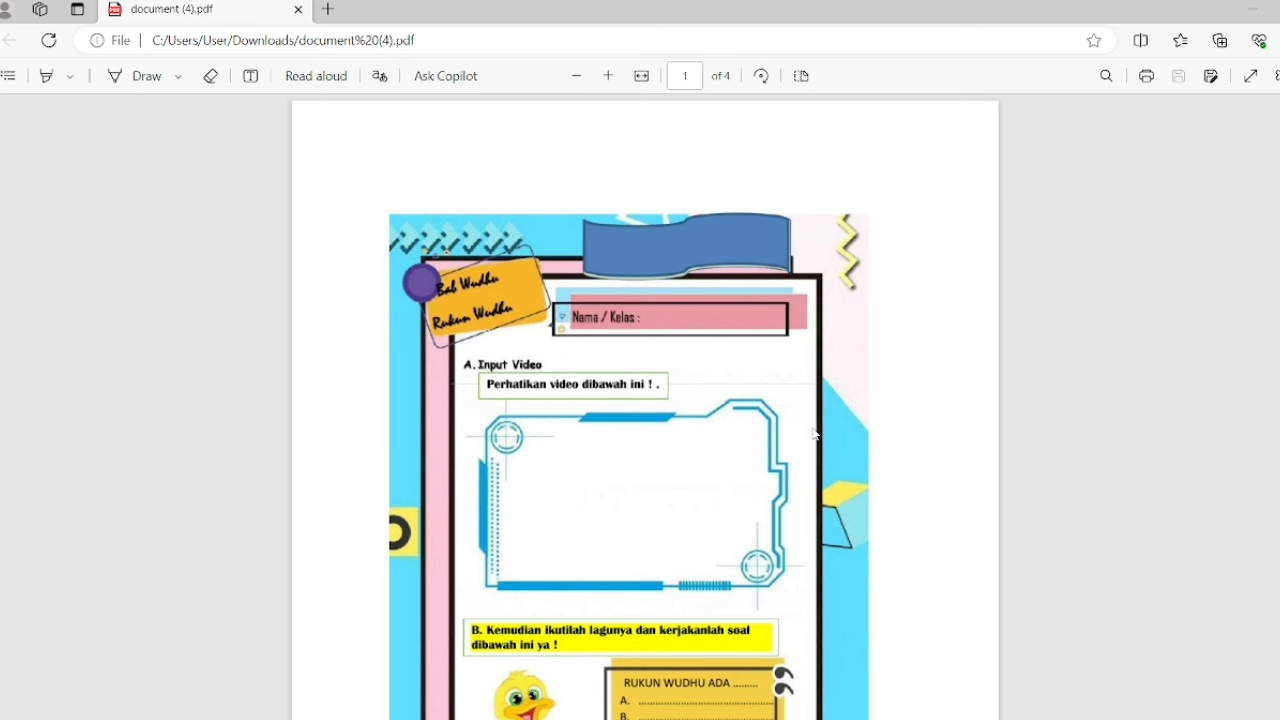 document (4).pdf
File
C:/Users/User/Downloads/document%20(4).pdf
Draw
Read aloud
Ask Copilot
1
of 4
Bab Wudhu
Rukun Wudhu
Nama / Kelas :
A. Input Video
Perhatikan video dibawah ini ! .
B. Kemudian ikutilah lagunya dan kerjakanlah soal
dibawah ini ya !
RUKUN WUDHU ADA .........
A. ..........................................
B. ..........................................